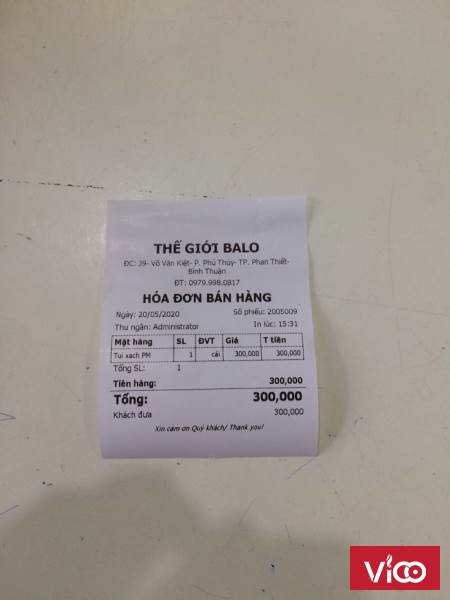 THẾ GIỚI BALO
ĐC: J9- Võ Văn Kiệt- P. Phú Thủy- TP. Phan Thiết-
Bình Thuận
ĐT: 0979.998.0817
HÓA ĐƠN BÁN HÀNG
Ngày: 20/05/2020 Số phiếu: 2005009
Thu ngân: Administrator In lúc: 15:31
Mặt hàng SL ĐVT Giá T tiền
Tui xach PM 1 cái 300,000 300,000
Tổng SL: 1
Tiền hàng: 300,000
Tổng: 300,000
Khách đưa 300,000
Xin cảm ơn Quý khách/ Thank you!
ViCO